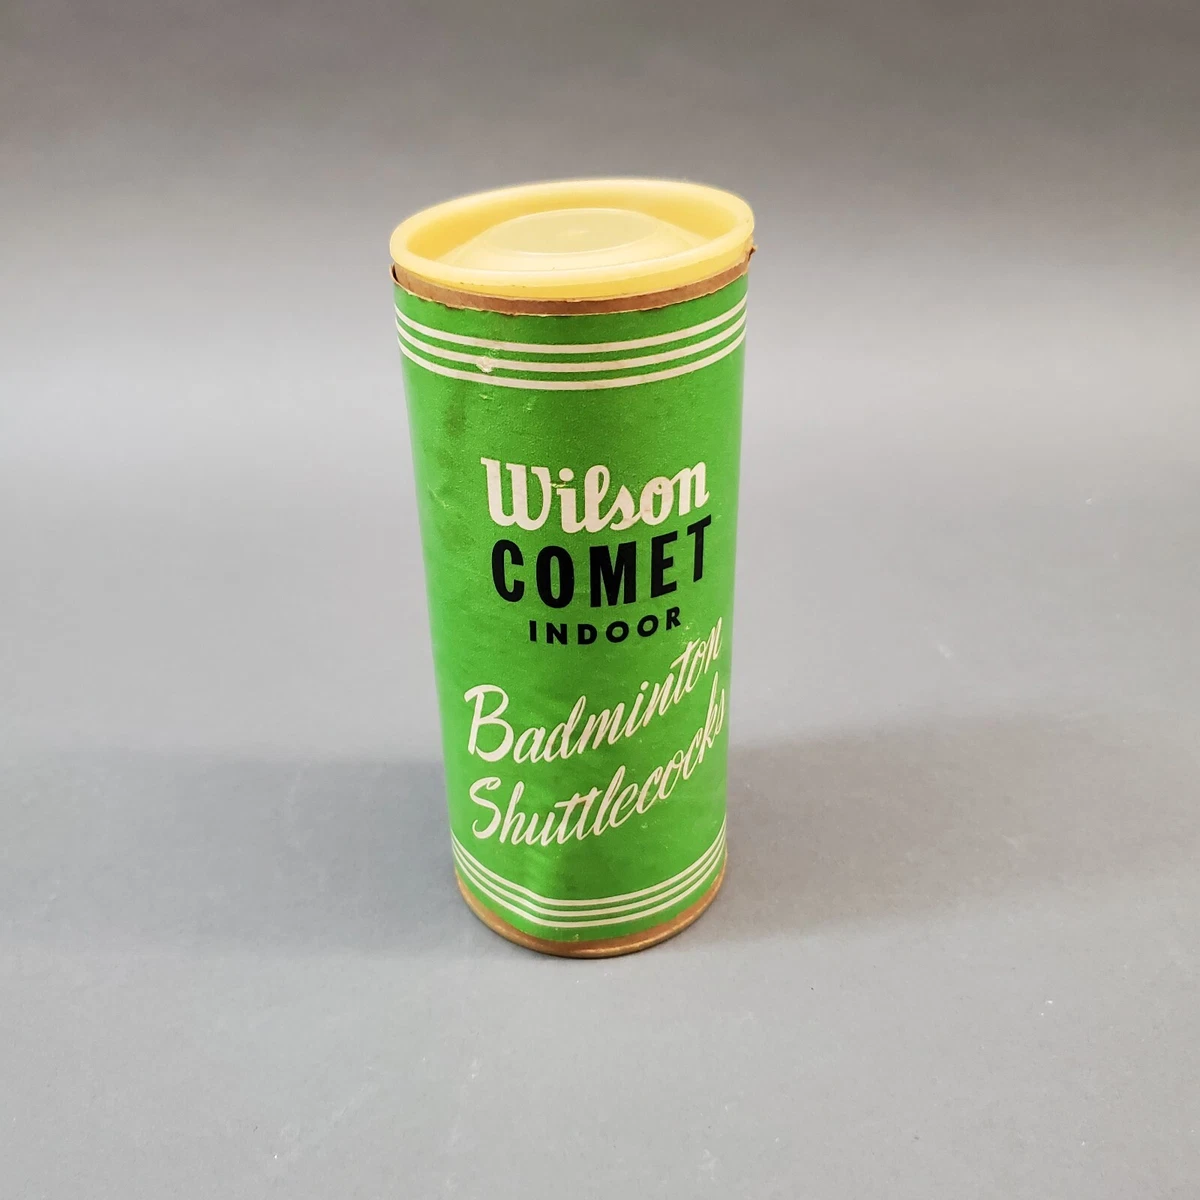 Wilson
COMET
INDOOR
Badminton
Shuttlecocks